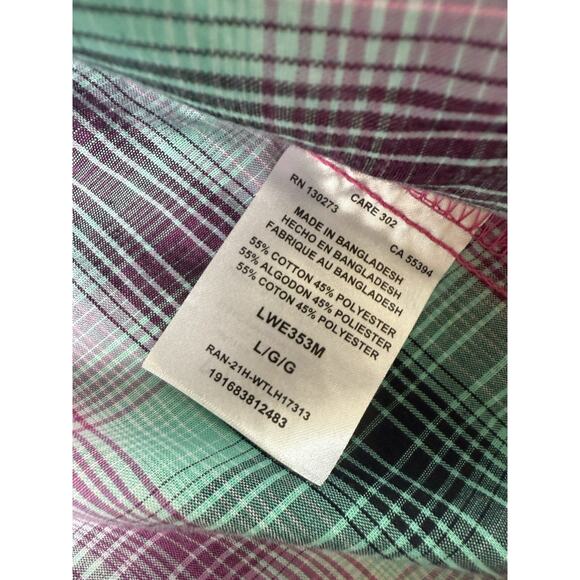 RN 130273 CARE 302 CA 55394
MADE IN BANGLADESH
HECHO EN BANGLADESH
FABRIQUE AU BANGLADESH
55% COTTON 45% POLYESTER
55% ALGODON 45% POLIESTER
55% COTON 45% POLYESTER
LWE353M
L/G/G
RAN-21H-WTLH17313
191683812483